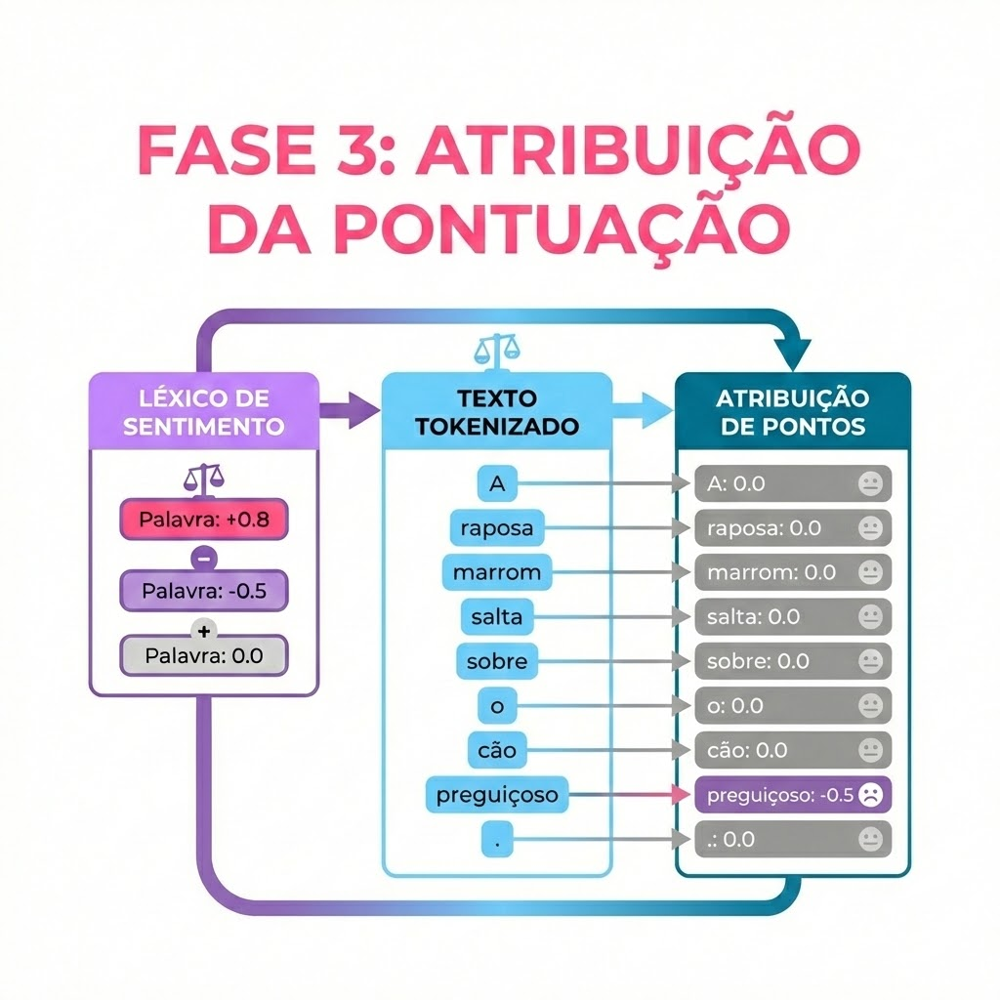 FASE 3: ATRIBUIÇÃO
DA PONTUAÇÃO
LÉXICO DE
SENTIMENTO
Palavra: +0.8
-
Palavra: -0.5
+
Palavra: 0.0
TEXTO
TOKENIZADO
A
raposa
marrom
salta
sobre
o
cão
preguiçoso
.
ATRIBUIÇÃO
DE PONTOS
A: 0.0
raposa: 0.0
marrom: 0.0
salta: 0.0
sobre: 0.0
o: 0.0
cão: 0.0
preguiçoso: -0.5
.: 0.0